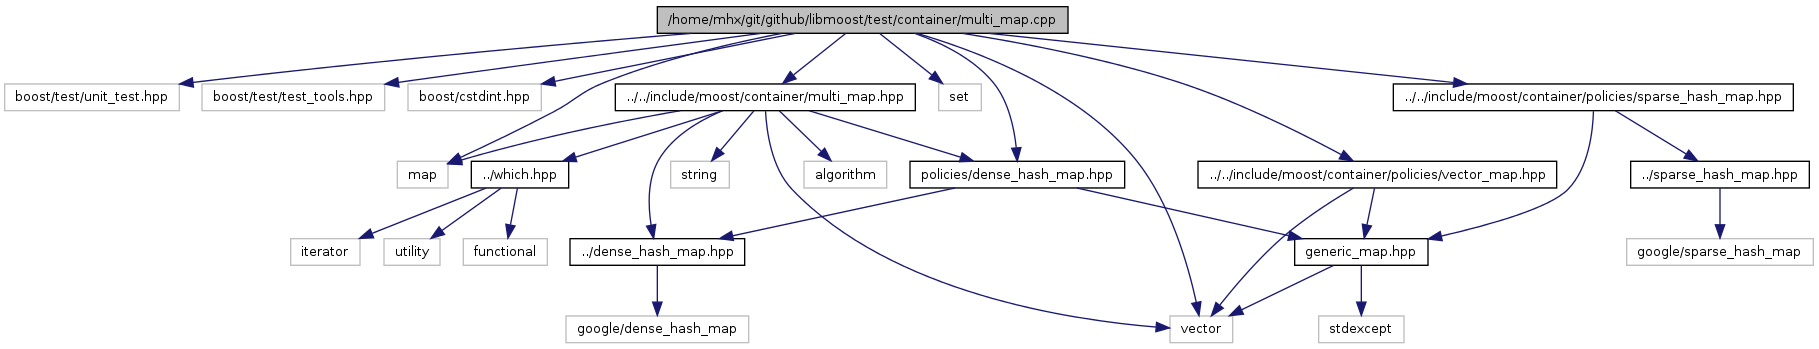 /home/mhx/git/github/libmoost/test/container/multi_map.cpp
boost/test/unit_test.hpp
boost/test/test_tools.hpp
boost/cstdint.hpp
../../include/moost/container/multi_map.hpp
set
../../include/moost/container/policies/sparse_hash_map.hpp
map
../which.hpp
string
algorithm
policies/dense_hash_map.hpp
../../include/moost/container/policies/vector_map.hpp
../sparse_hash_map.hpp
iterator
utility
functional
../dense_hash_map.hpp
generic_map.hpp
google/sparse_hash_map
google/dense_hash_map
vector
stdexcept